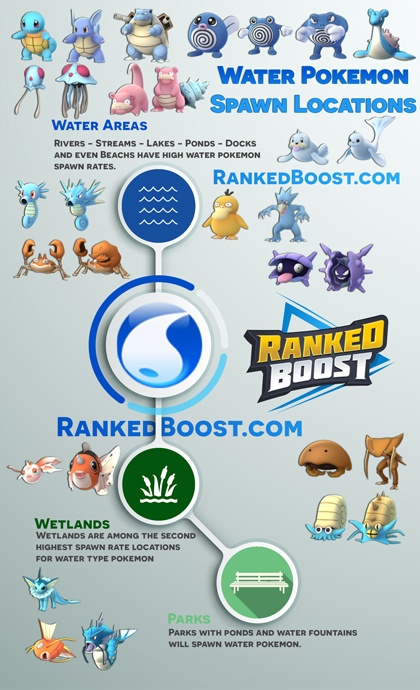 Water Pokemon
Spawn Locations
Water Areas
Rivers - Streams - Lakes - Ponds - Docks
and even Beachs have high water pokemon
spawn rates.
RankedBoost.com
Ranked
Boost
RankedBoost.com
Wetlands
Wetlands are among the second
highest spawn rate locations
for water type pokemon
Parks
Parks with ponds and water fountains
will spawn water pokemon.